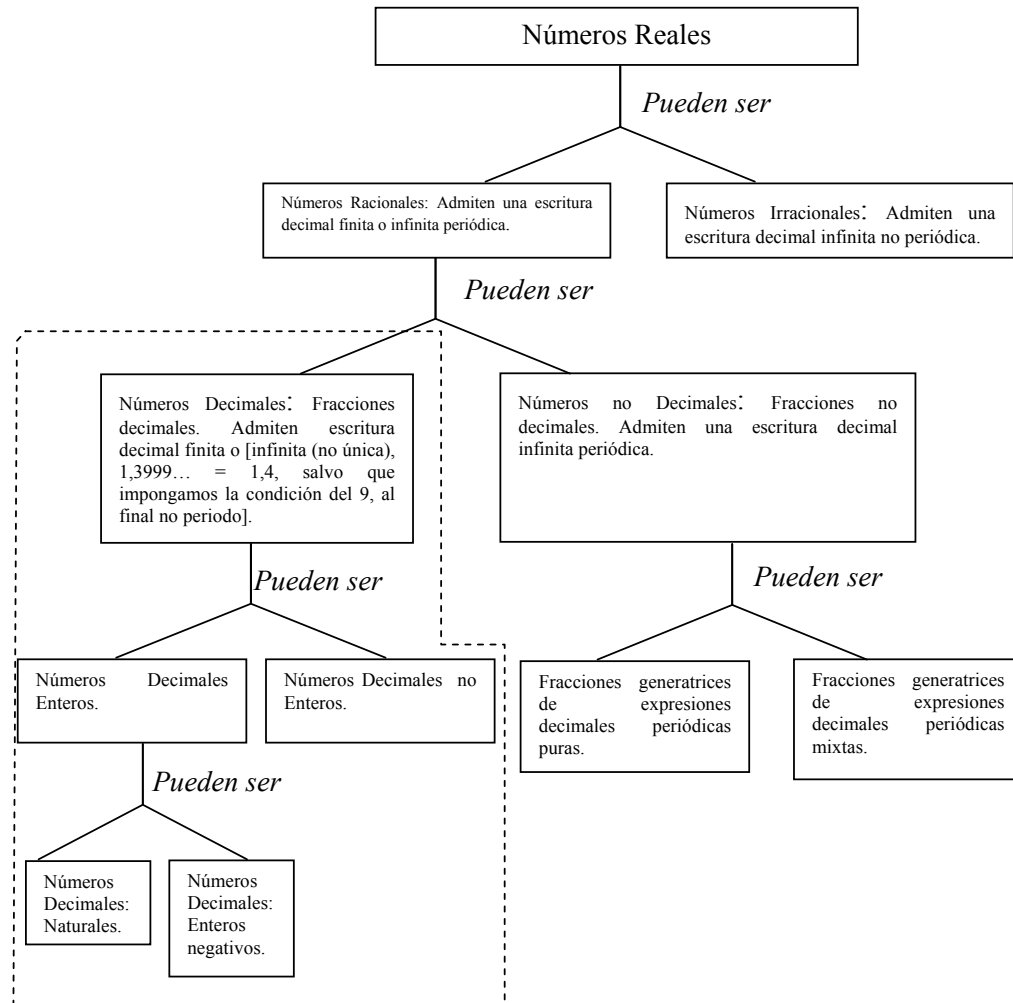 Números Reales
Pueden ser
Números Racionales: Admiten una escritura
decimal finita o infinita periódica.
Números Irracionales: Admiten una
escritura decimal infinita no periódica.
Pueden ser
Números Decimales: Fracciones
decimales. Admiten escritura
decimal finita o [infinita (no única),
1,3999… = 1,4, salvo que
impongamos la condición del 9, al
final no periodo].
Números no Decimales: Fracciones no
decimales. Admiten una escritura decimal
infinita periódica.
Pueden ser
Pueden ser
Números Decimales
Enteros.
Números Decimales no
Enteros.
Fracciones generatrices
de expresiones
decimales periódicas
puras.
Fracciones generatrices
de expresiones
decimales periódicas
mixtas.
Pueden ser
Números
Decimales:
Naturales.
Números
Decimales:
Enteros
negativos.